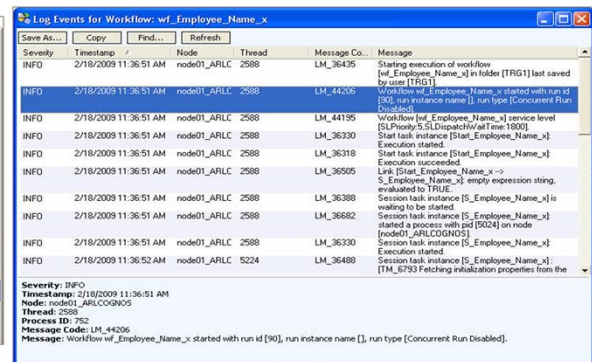 Log Events for Workflow: wf_Employee_Name_x
Save As... Copy Find... Refresh
Severity Timestamp / Node Thread Message Co... Message
INFO 2/18/2009 11:36:51 AM node01_ARLC 2588 LM_36435 Starting execution of workflow
[wf_Employee_Name_x] in folder [TRG1] last saved
by user [TRG1].
INFO 2/18/2009 11:36:51 AM node01_ARLC 2588 LM_44206 Workflow wf_Employee_Name_x started with run id
[90], run instance name [], run type [Concurrent Run
Disabled].
INFO 2/18/2009 11:36:51 AM node01_ARLC 2588 LM_44195 Workflow [wf_Employee_Name_x] service level
[SLPriority:5,SLDispatchWaitTime:1800].
INFO 2/18/2009 11:36:51 AM node01_ARLC 2588 LM_36330 Start task instance [Start_Employee_Name_x]:
Execution started.
INFO 2/18/2009 11:36:51 AM node01_ARLC 2588 LM_36318 Start task instance [Start_Employee_Name_x]:
Execution succeeded.
INFO 2/18/2009 11:36:51 AM node01_ARLC 2588 LM_36505 Link [Start_Employee_Name_x -->
S_Employee_Name_x]: empty expression string,
evaluated to TRUE.
INFO 2/18/2009 11:36:51 AM node01_ARLC 2588 LM_36388 Session task instance [S_Employee_Name_x] is
waiting to be started.
INFO 2/18/2009 11:36:51 AM node01_ARLC 2588 LM_36682 Session task instance [S_Employee_Name_x]:
started a process with pid [5024] on node
[node01_ARLCOGNOS].
INFO 2/18/2009 11:36:51 AM node01_ARLC 2588 LM_36330 Session task instance [S_Employee_Name_x]:
Execution started.
INFO 2/18/2009 11:36:52 AM node01_ARLC 5224 LM_36488 Session task instance [S_Employee_Name_x] :
[TM_6793 Fetching initialization properties from the
Severity: INFO
Timestamp: 2/18/2009 11:36:51 AM
Node: node01_ARLCOGNOS
Thread: 2588
Process ID: 752
Message Code: LM_44206
Message: Workflow wf_Employee_Name_x started with run id [90], run instance name [], run type [Concurrent Run Disabled].